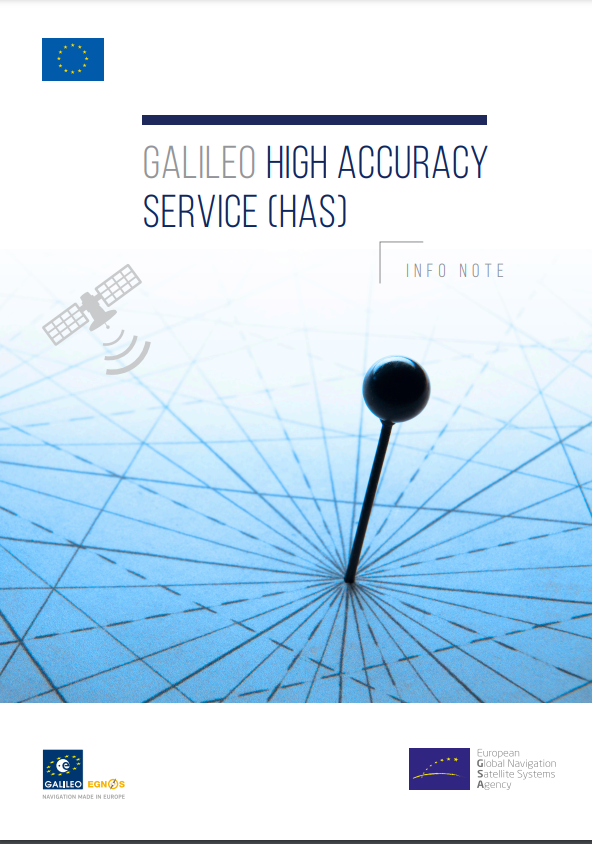 GALILEO HIGH ACCURACY
SERVICE (HAS)
INFO NOTE
GALILEO EGNOS
NAVIGATION MADE IN EUROPE
European
Global Navigation
Satellite Systems
Agency